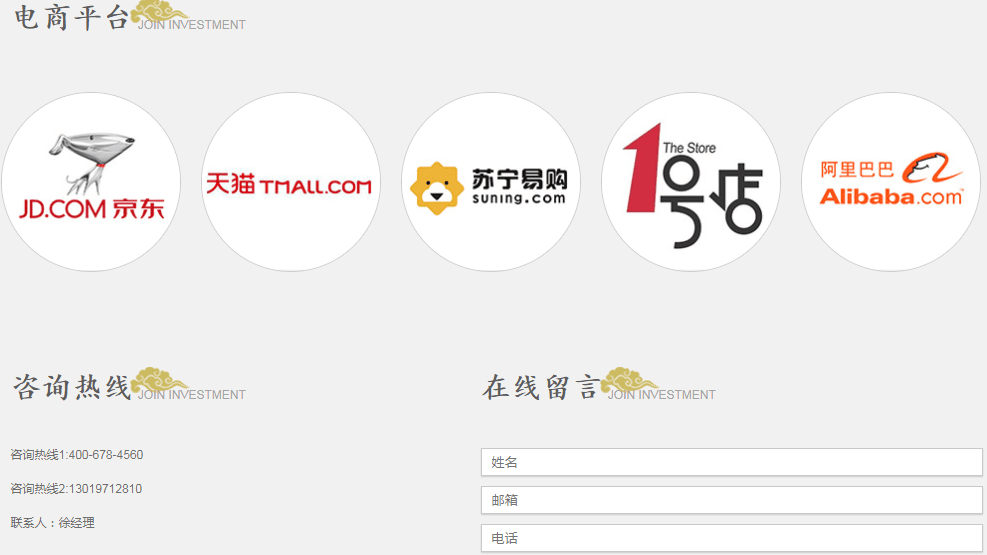 电商平台 JOIN INVESTMENT
JD.COM 京东
天猫 TMALL.COM
苏宁易购
suning.com
The Store
1号店
阿里巴巴
Alibaba.com
咨询热线 JOIN INVESTMENT
咨询热线1:400-678-4560
咨询热线2:13019712810
联系人：徐经理
在线留言 JOIN INVESTMENT
姓名
邮箱
电话